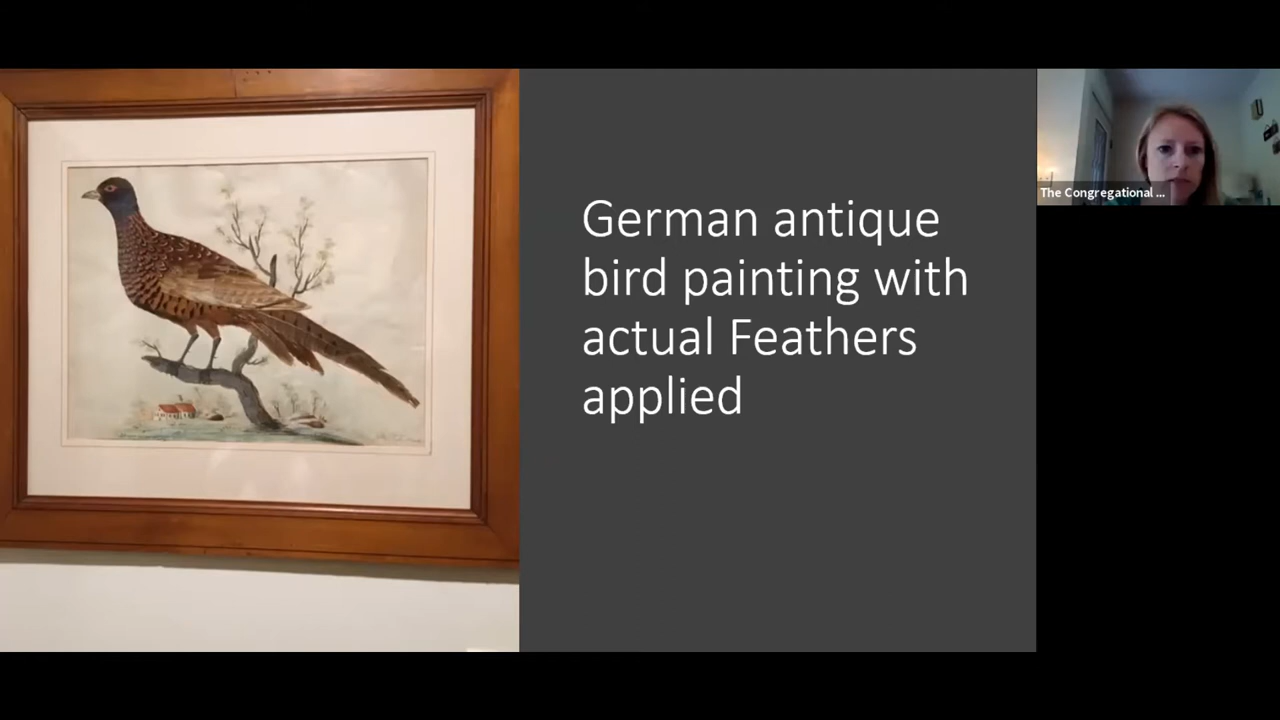 German antique
bird painting with
actual Feathers
applied
The Congregational ...